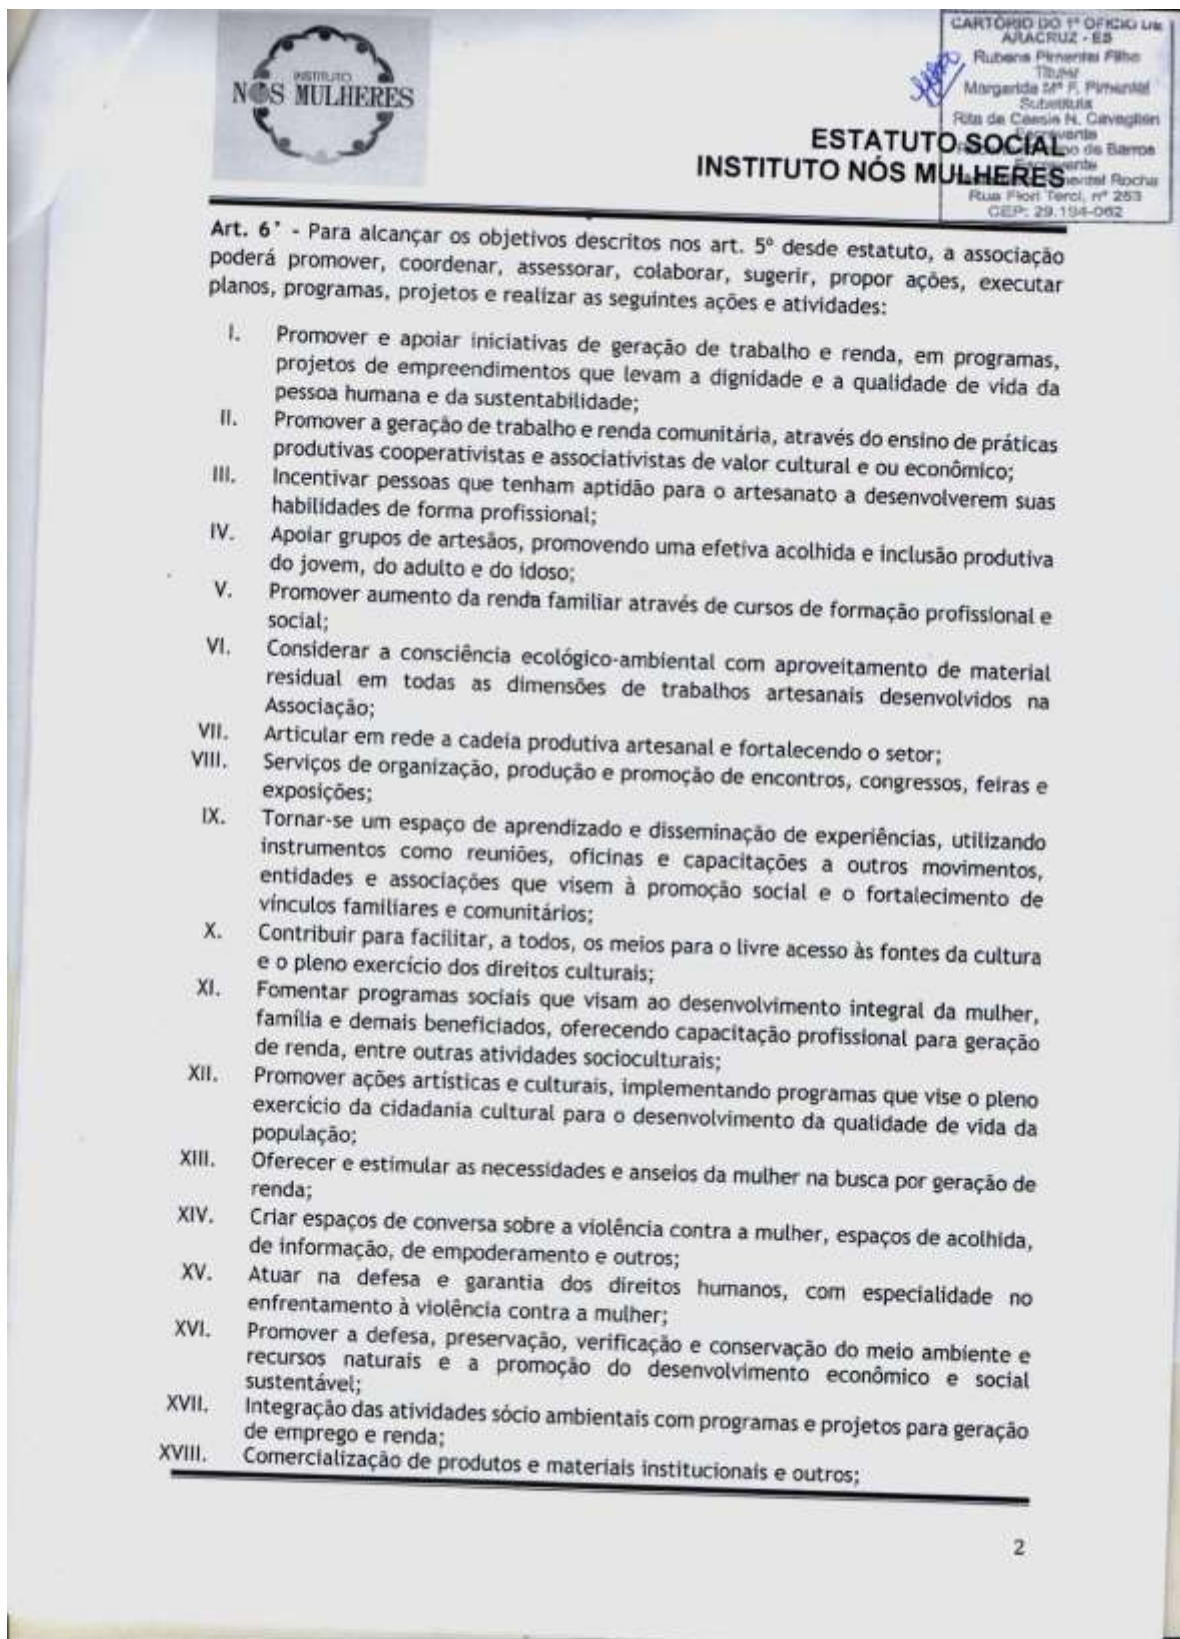 INSTITUTO
NÓS MULHERES
CARTÓRIO DO 1º OFICIO DE
ARACRUZ - ES
Rubens Pimentel Filho
Titular
Margarida Mª F. Pimentel
Substituta
Rita de Cassia N. Cavaglieri
Escrevente
de Barros
Escrevente
Rocha
Rua Fiori Terci, nº 253
CEP: 29.194-062
ESTATUTO SOCIAL
INSTITUTO NÓS MULHERES
Art. 6° - Para alcançar os objetivos descritos nos art. 5º desde estatuto, a associação
poderá promover, coordenar, assessorar, colaborar, sugerir, propor ações, executar
planos, programas, projetos e realizar as seguintes ações e atividades:
I. Promover e apoiar iniciativas de geração de trabalho e renda, em programas,
projetos de empreendimentos que levam a dignidade e a qualidade de vida da
pessoa humana e da sustentabilidade;
II. Promover a geração de trabalho e renda comunitária, através do ensino de práticas
produtivas cooperativistas e associativistas de valor cultural e ou econômico;
III. Incentivar pessoas que tenham aptidão para o artesanato a desenvolverem suas
habilidades de forma profissional;
IV. Apoiar grupos de artesãos, promovendo uma efetiva acolhida e inclusão produtiva
do jovem, do adulto e do idoso;
V. Promover aumento da renda familiar através de cursos de formação profissional e
social;
VI. Considerar a consciência ecológico-ambiental com aproveitamento de material
residual em todas as dimensões de trabalhos artesanais desenvolvidos na
Associação;
VII. Articular em rede a cadeia produtiva artesanal e fortalecendo o setor;
VIII. Serviços de organização, produção e promoção de encontros, congressos, feiras e
exposições;
IX. Tornar-se um espaço de aprendizado e disseminação de experiências, utilizando
instrumentos como reuniões, oficinas e capacitações a outros movimentos,
entidades e associações que visem à promoção social e o fortalecimento de
vínculos familiares e comunitários;
X. Contribuir para facilitar, a todos, os meios para o livre acesso às fontes da cultura
e o pleno exercício dos direitos culturais;
XI. Fomentar programas sociais que visam ao desenvolvimento integral da mulher,
família e demais beneficiados, oferecendo capacitação profissional para geração
de renda, entre outras atividades socioculturais;
XII. Promover ações artísticas e culturais, implementando programas que vise o pleno
exercício da cidadania cultural para o desenvolvimento da qualidade de vida da
população;
XIII. Oferecer e estimular as necessidades e anseios da mulher na busca por geração de
renda;
XIV. Criar espaços de conversa sobre a violência contra a mulher, espaços de acolhida,
de informação, de empoderamento e outros;
XV. Atuar na defesa e garantia dos direitos humanos, com especialidade no
enfrentamento à violência contra a mulher;
XVI. Promover a defesa, preservação, verificação e conservação do meio ambiente e
recursos naturais e a promoção do desenvolvimento econômico e social
sustentável;
XVII. Integração das atividades sócio ambientais com programas e projetos para geração
de emprego e renda;
XVIII. Comercialização de produtos e materiais institucionais e outros;
2